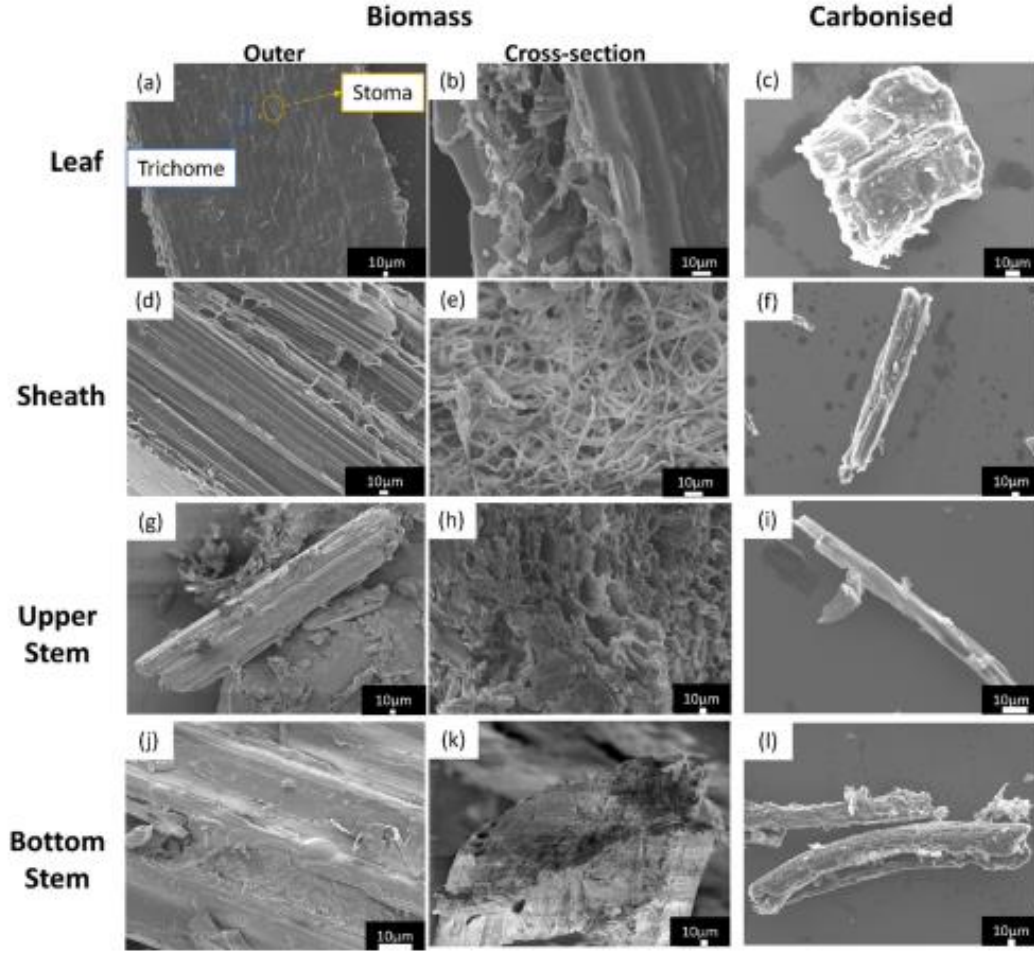 Biomass
Carbonised
Outer
Cross-section
Leaf
(a)
Stoma
Trichome
10µm
(b)
10µm
(c)
10µm
Sheath
(d)
10µm
(e)
10µm
(f)
10µm
Upper
Stem
(g)
10µm
(h)
10µm
(i)
10µm
Bottom
Stem
(j)
10µm
(k)
10µm
(l)
10µm